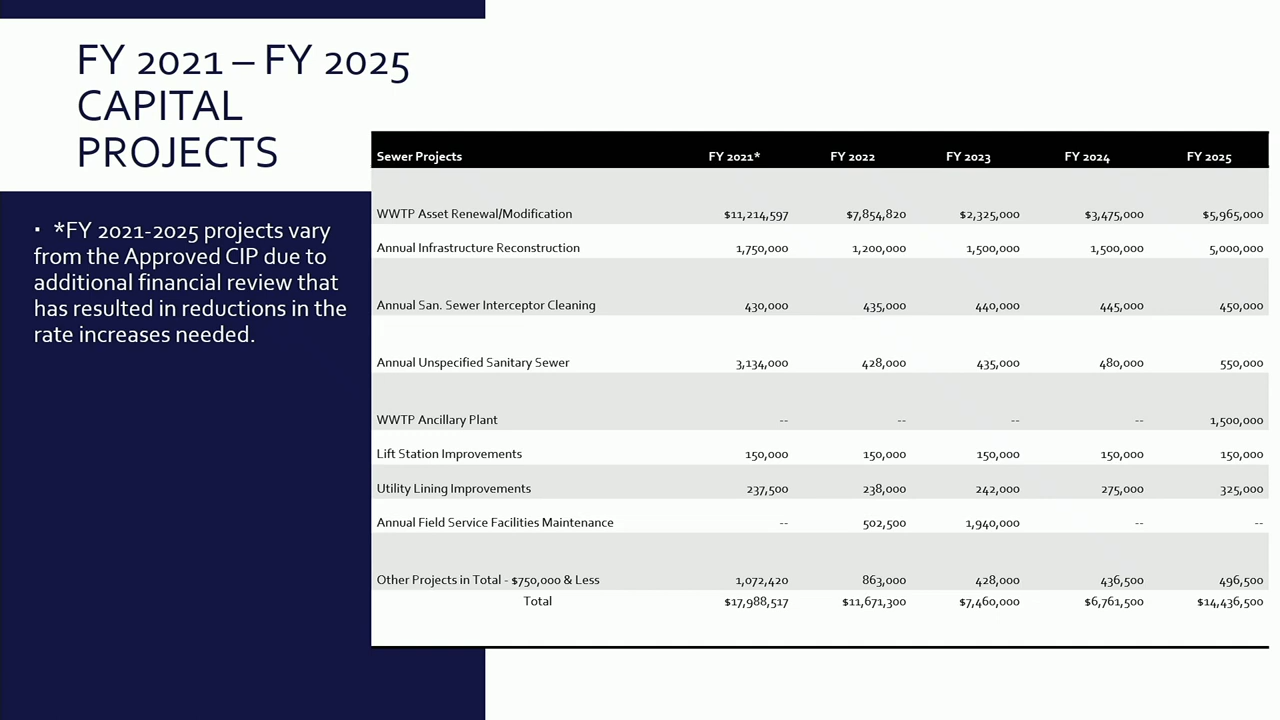 FY 2021 – FY 2025
CAPITAL
PROJECTS
▪ *FY 2021-2025 projects vary
from the Approved CIP due to
additional financial review that
has resulted in reductions in the
rate increases needed.
Sewer Projects FY 2021* FY 2022 FY 2023 FY 2024 FY 2025
WWTP Asset Renewal/Modification $11,214,597 $7,854,820 $2,325,000 $3,475,000 $5,965,000
Annual Infrastructure Reconstruction 1,750,000 1,200,000 1,500,000 1,500,000 5,000,000
Annual San. Sewer Interceptor Cleaning 430,000 435,000 440,000 445,000 450,000
Annual Unspecified Sanitary Sewer 3,134,000 428,000 435,000 480,000 550,000
WWTP Ancillary Plant -- -- -- -- 1,500,000
Lift Station Improvements 150,000 150,000 150,000 150,000 150,000
Utility Lining Improvements 237,500 238,000 242,000 275,000 325,000
Annual Field Service Facilities Maintenance -- 502,500 1,940,000 -- --
Other Projects in Total - $750,000 & Less 1,072,420 863,000 428,000 436,500 496,500
Total $17,988,517 $11,671,300 $7,460,000 $6,761,500 $14,436,500